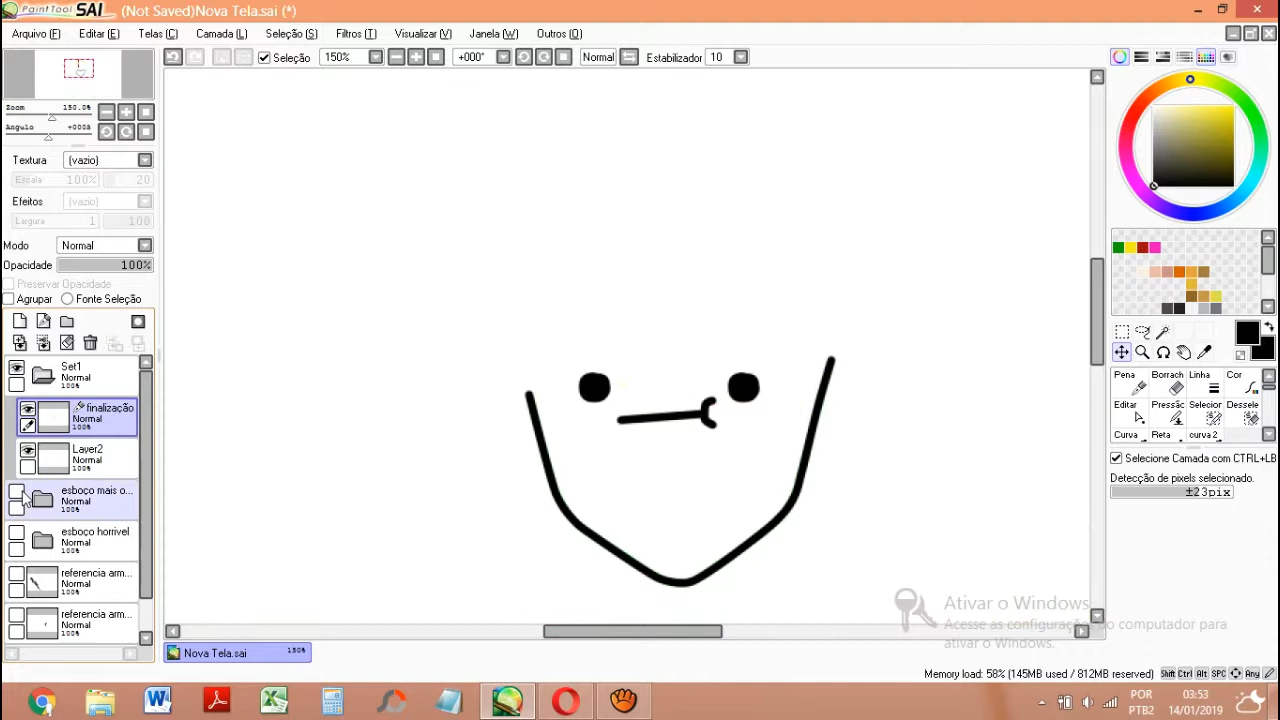 PaintTool SAI (Not Saved)Nova Tela.sai (*)
Arquivo (F) Editar (E) Telas (C) Camada (L) Seleção (S) Filtros (T) Visualizar (V) Janela (W) Outros (O)
Seleção 150% +000° Normal Estabilizador 10
Zoom 150.0%
Angulo +000Â
Textura (vazio)
Escala 100% 20
Efeitos (vazio)
Largura 1 100
Modo Normal
Opacidade 100%
Preservar Opacidade
Agrupar Fonte Seleção
Set1
Normal
100%
finalização
Normal
100%
Layer2
Normal
100%
esboço mais o...
Normal
100%
esboço horrivel
Normal
100%
referencia arm...
Normal
100%
referencia arm...
Normal
100%
Nova Tela.sai 150%
Pena Borrach Linha Cor
Editar Pressão Selecior Dessele
Curva Reta curva 2
Selecione Camada com CTRL+LB
Detecção de pixels selecionado.
±23pix
Ativar o Windows
Acesse as configurações do computador para
ativar o Windows.
Memory load: 58% (145MB used / 812MB reserved) Shift Ctrl Alt SPC Any
POR 03:53
PTB2 14/01/2019